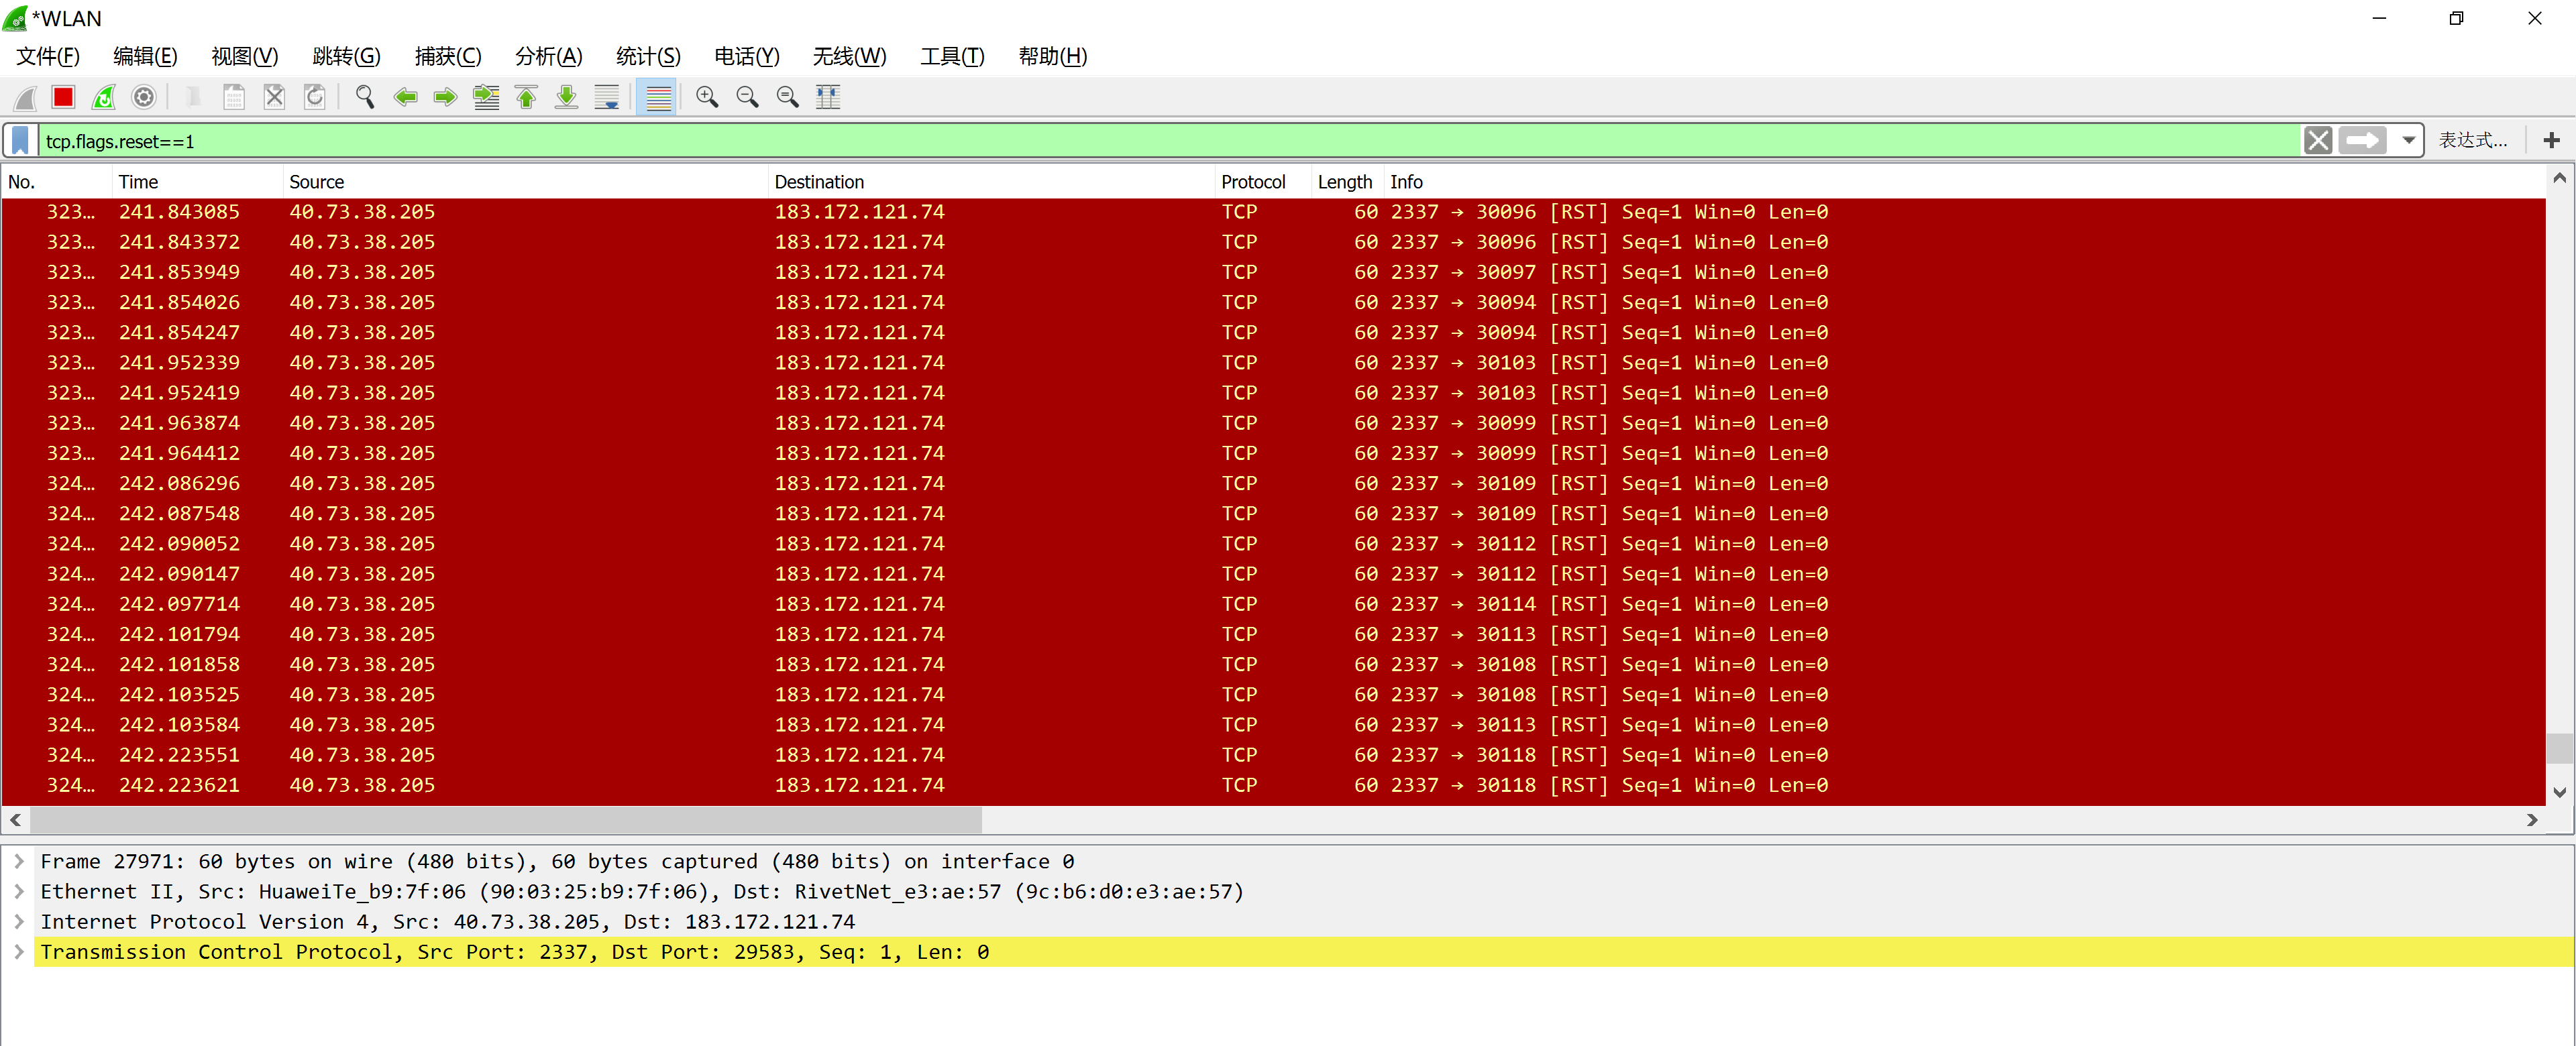 *WLAN
文件(F) 编辑(E) 视图(V) 跳转(G) 捕获(C) 分析(A) 统计(S) 电话(Y) 无线(W) 工具(T) 帮助(H)
tcp.flags.reset==1 表达式…
No. Time Source Destination Protocol Length Info
323… 241.843085 40.73.38.205 183.172.121.74 TCP 60 2337 → 30096 [RST] Seq=1 Win=0 Len=0
323… 241.843372 40.73.38.205 183.172.121.74 TCP 60 2337 → 30096 [RST] Seq=1 Win=0 Len=0
323… 241.853949 40.73.38.205 183.172.121.74 TCP 60 2337 → 30097 [RST] Seq=1 Win=0 Len=0
323… 241.854026 40.73.38.205 183.172.121.74 TCP 60 2337 → 30094 [RST] Seq=1 Win=0 Len=0
323… 241.854247 40.73.38.205 183.172.121.74 TCP 60 2337 → 30094 [RST] Seq=1 Win=0 Len=0
323… 241.952339 40.73.38.205 183.172.121.74 TCP 60 2337 → 30103 [RST] Seq=1 Win=0 Len=0
323… 241.952419 40.73.38.205 183.172.121.74 TCP 60 2337 → 30103 [RST] Seq=1 Win=0 Len=0
323… 241.963874 40.73.38.205 183.172.121.74 TCP 60 2337 → 30099 [RST] Seq=1 Win=0 Len=0
323… 241.964412 40.73.38.205 183.172.121.74 TCP 60 2337 → 30099 [RST] Seq=1 Win=0 Len=0
324… 242.086296 40.73.38.205 183.172.121.74 TCP 60 2337 → 30109 [RST] Seq=1 Win=0 Len=0
324… 242.087548 40.73.38.205 183.172.121.74 TCP 60 2337 → 30109 [RST] Seq=1 Win=0 Len=0
324… 242.090052 40.73.38.205 183.172.121.74 TCP 60 2337 → 30112 [RST] Seq=1 Win=0 Len=0
324… 242.090147 40.73.38.205 183.172.121.74 TCP 60 2337 → 30112 [RST] Seq=1 Win=0 Len=0
324… 242.097714 40.73.38.205 183.172.121.74 TCP 60 2337 → 30114 [RST] Seq=1 Win=0 Len=0
324… 242.101794 40.73.38.205 183.172.121.74 TCP 60 2337 → 30113 [RST] Seq=1 Win=0 Len=0
324… 242.101858 40.73.38.205 183.172.121.74 TCP 60 2337 → 30108 [RST] Seq=1 Win=0 Len=0
324… 242.103525 40.73.38.205 183.172.121.74 TCP 60 2337 → 30108 [RST] Seq=1 Win=0 Len=0
324… 242.103584 40.73.38.205 183.172.121.74 TCP 60 2337 → 30113 [RST] Seq=1 Win=0 Len=0
324… 242.223551 40.73.38.205 183.172.121.74 TCP 60 2337 → 30118 [RST] Seq=1 Win=0 Len=0
324… 242.223621 40.73.38.205 183.172.121.74 TCP 60 2337 → 30118 [RST] Seq=1 Win=0 Len=0
Frame 27971: 60 bytes on wire (480 bits), 60 bytes captured (480 bits) on interface 0
Ethernet II, Src: HuaweiTe_b9:7f:06 (90:03:25:b9:7f:06), Dst: RivetNet_e3:ae:57 (9c:b6:d0:e3:ae:57)
Internet Protocol Version 4, Src: 40.73.38.205, Dst: 183.172.121.74
Transmission Control Protocol, Src Port: 2337, Dst Port: 29583, Seq: 1, Len: 0